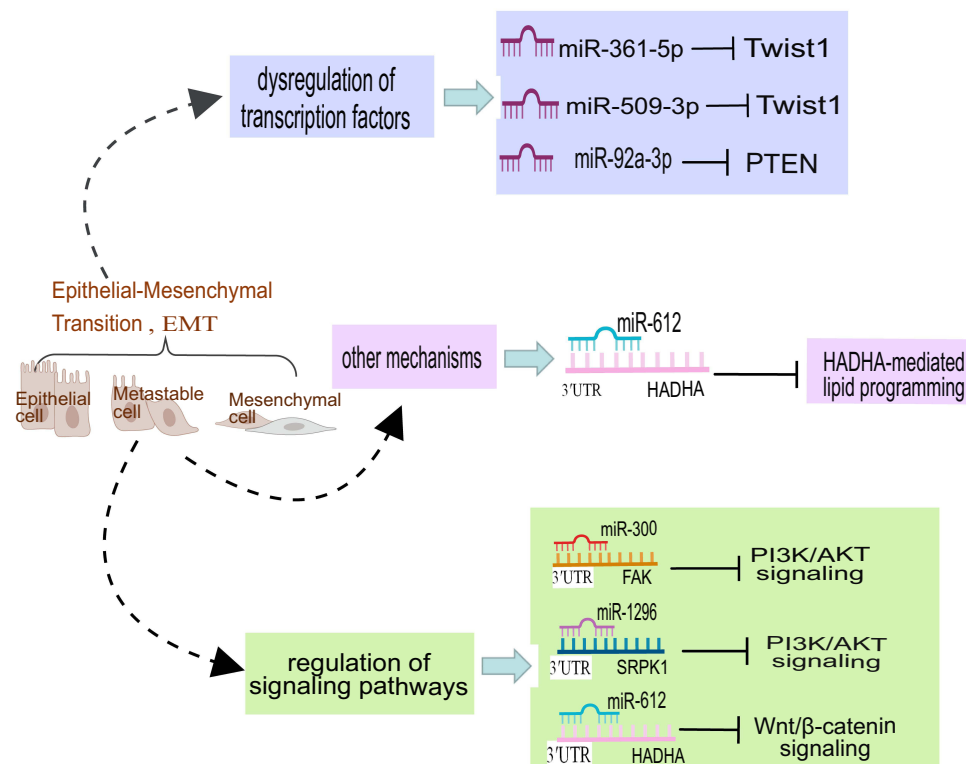 dysregulation of
transcription factors
miR-361-5p
Twist1
miR-509-3p
Twist1
miR-92a-3p
PTEN
Epithelial-Mesenchymal
Transition , EMT
Epithelial
cell
Metastable
cell
Mesenchymal
cell
other mechanisms
miR-612
3'UTR
HADHA
HADHA-mediated
lipid programming
regulation of
signaling pathways
miR-300
3'UTR
FAK
PI3K/AKT
signaling
miR-1296
3'UTR
SRPK1
PI3K/AKT
signaling
miR-612
3'UTR
HADHA
Wnt/β-catenin
signaling